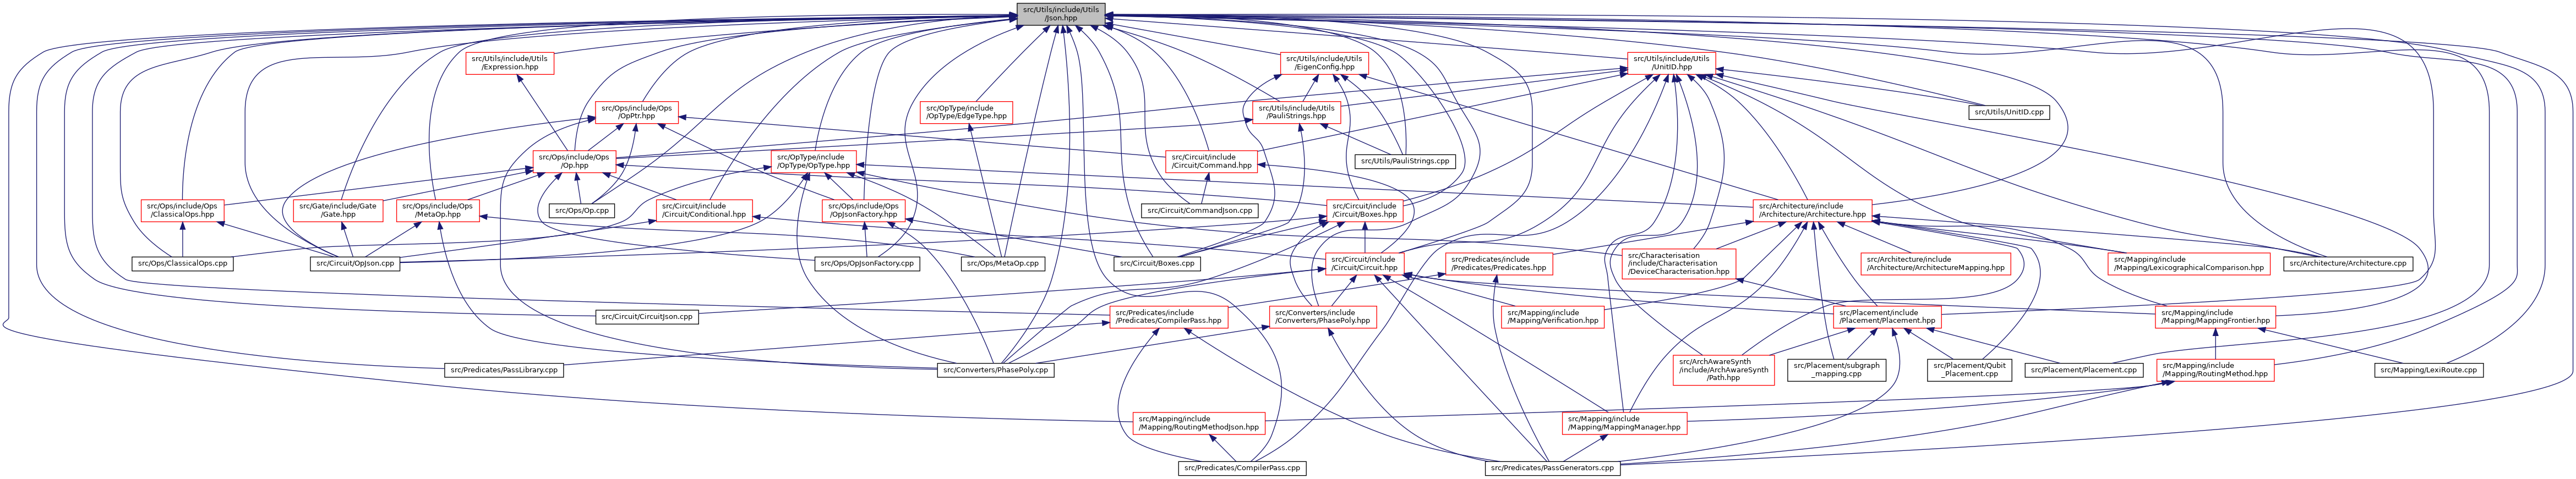 src/Utils/include/Utils
/Json.hpp
src/Utils/include/Utils
/Expression.hpp
src/Utils/include/Utils
/EigenConfig.hpp
src/Utils/include/Utils
/UnitID.hpp
src/Ops/include/Ops
/OpPtr.hpp
src/OpType/include
/OpType/EdgeType.hpp
src/Utils/include/Utils
/PauliStrings.hpp
src/Utils/UnitID.cpp
src/Ops/include/Ops
/Op.hpp
src/OpType/include
/OpType/OpType.hpp
src/Circuit/include
/Circuit/Command.hpp
src/Utils/PauliStrings.cpp
src/Ops/include/Ops
/ClassicalOps.hpp
src/Gate/include/Gate
/Gate.hpp
src/Ops/include/Ops
/MetaOp.hpp
src/Ops/Op.cpp
src/Circuit/include
/Circuit/Conditional.hpp
src/Ops/include/Ops
/OpJsonFactory.hpp
src/Circuit/CommandJson.cpp
src/Circuit/include
/Circuit/Boxes.hpp
src/Architecture/include
/Architecture/Architecture.hpp
src/Ops/ClassicalOps.cpp
src/Circuit/OpJson.cpp
src/Ops/OpJsonFactory.cpp
src/Ops/MetaOp.cpp
src/Circuit/Boxes.cpp
src/Circuit/include
/Circuit/Circuit.hpp
src/Predicates/include
/Predicates/Predicates.hpp
src/Characterisation
/include/Characterisation
/DeviceCharacterisation.hpp
src/Architecture/include
/Architecture/ArchitectureMapping.hpp
src/Mapping/include
/Mapping/LexicographicalComparison.hpp
src/Architecture/Architecture.cpp
src/Circuit/CircuitJson.cpp
src/Predicates/include
/Predicates/CompilerPass.hpp
src/Converters/include
/Converters/PhasePoly.hpp
src/Mapping/include
/Mapping/Verification.hpp
src/Placement/include
/Placement/Placement.hpp
src/Mapping/include
/Mapping/MappingFrontier.hpp
src/Predicates/PassLibrary.cpp
src/Converters/PhasePoly.cpp
src/ArchAwareSynth
/include/ArchAwareSynth
/Path.hpp
src/Placement/subgraph
_mapping.cpp
src/Placement/Qubit
_Placement.cpp
src/Placement/Placement.cpp
src/Mapping/include
/Mapping/RoutingMethod.hpp
src/Mapping/LexiRoute.cpp
src/Mapping/include
/Mapping/RoutingMethodJson.hpp
src/Mapping/include
/Mapping/MappingManager.hpp
src/Predicates/CompilerPass.cpp
src/Predicates/PassGenerators.cpp